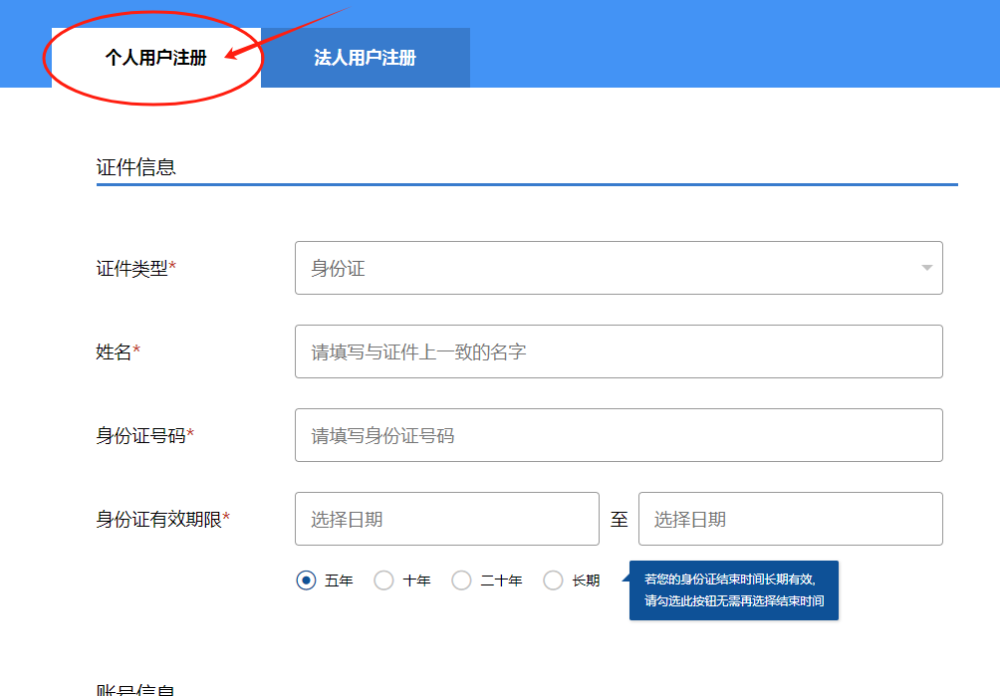 个人用户注册
法人用户注册
证件信息
证件类型*
身份证
姓名*
请填写与证件上一致的名字
身份证号码*
请填写身份证号码
身份证有效期限*
选择日期
至
选择日期
五年
十年
二十年
长期
若您的身份证结束时间长期有效,
请勾选此按钮无需再选择结束时间
账号信息